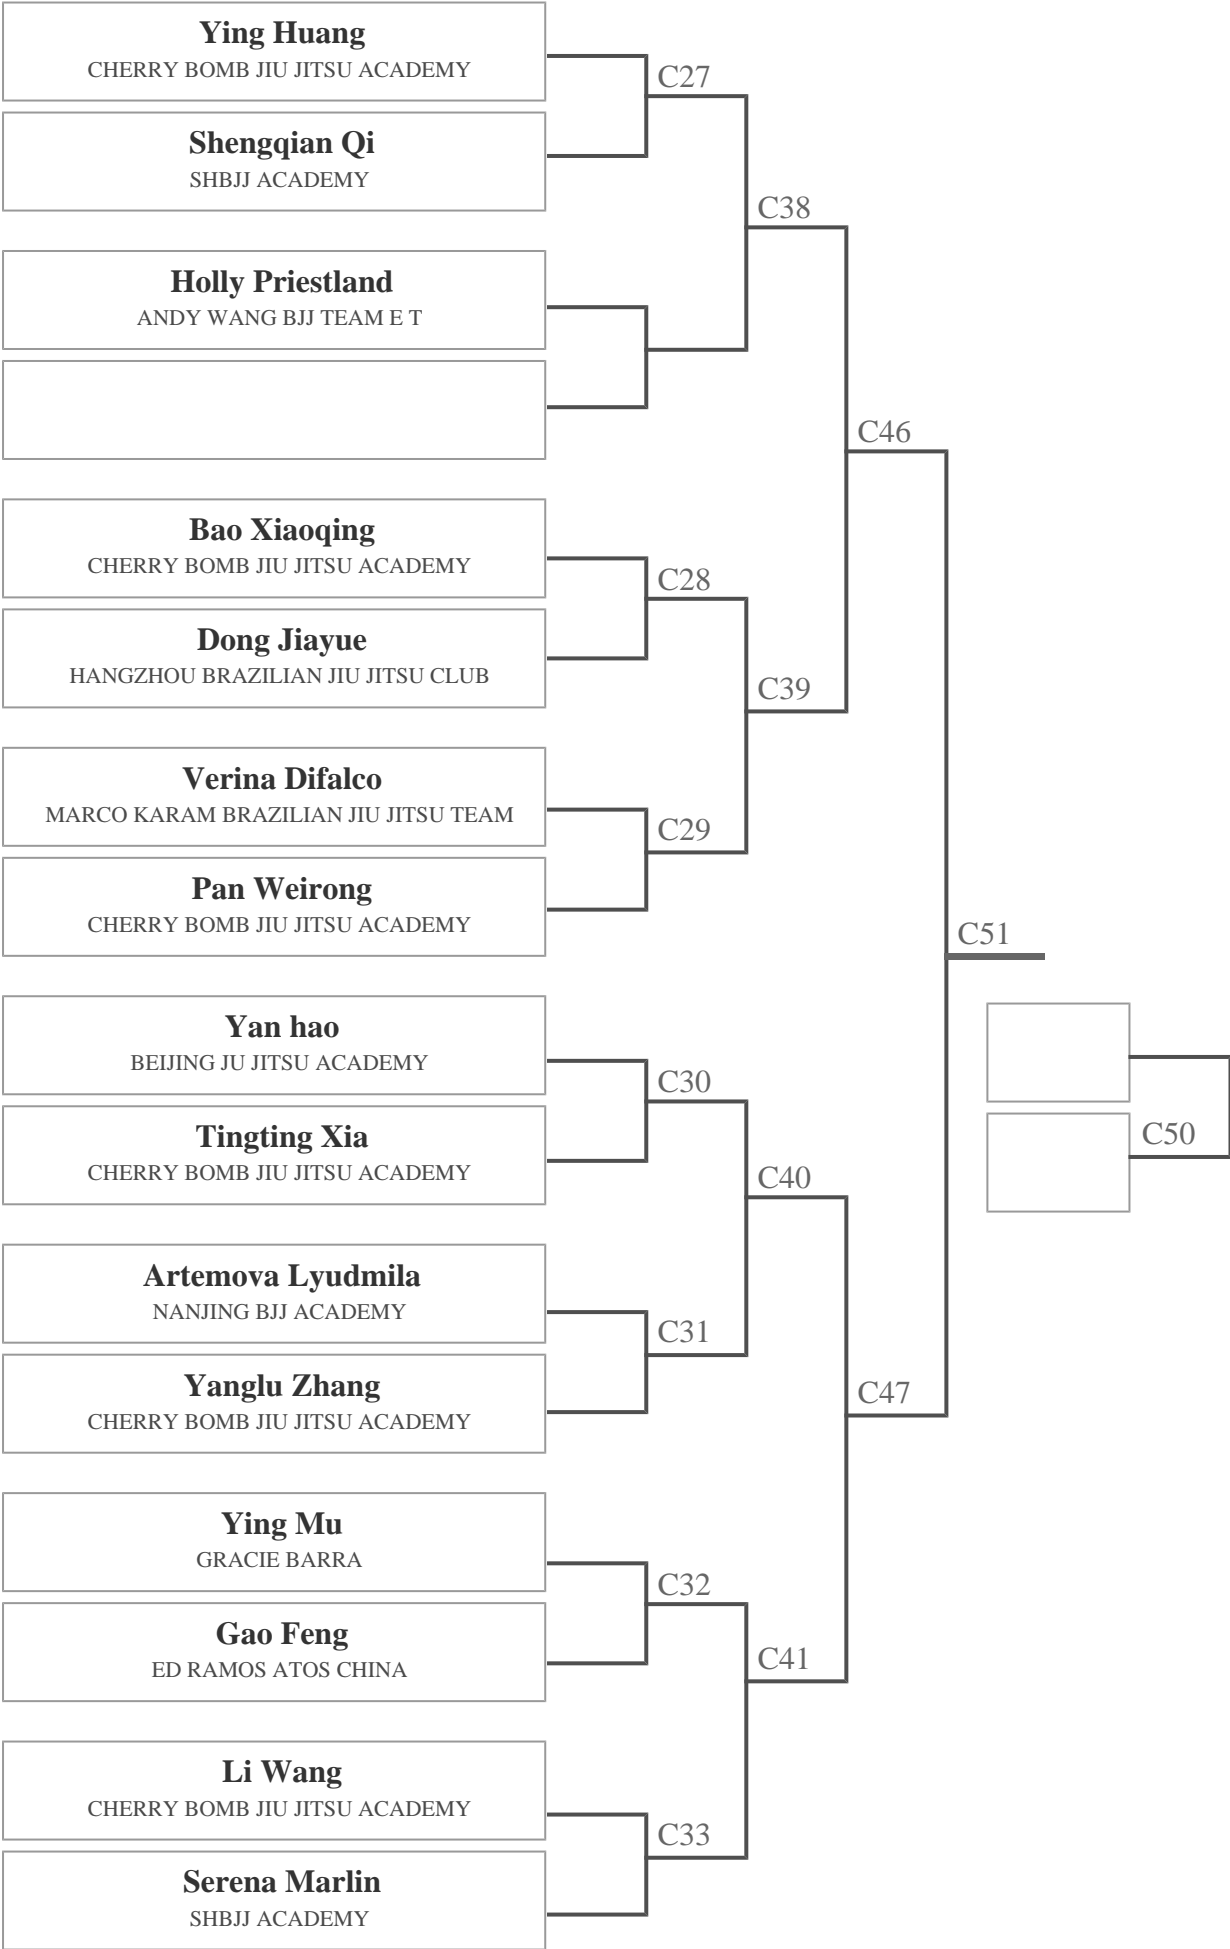 Ying Huang
CHERRY BOMB JIU JITSU ACADEMY
C27
Shengqian Qi
SHBJJ ACADEMY
C38
Holly Priestland
ANDY WANG BJJ TEAM E T
C46
Bao Xiaoqing
CHERRY BOMB JIU JITSU ACADEMY
C28
Dong Jiayue
HANGZHOU BRAZILIAN JIU JITSU CLUB
C39
Verina Difalco
MARCO KARAM BRAZILIAN JIU JITSU TEAM
C29
Pan Weirong
CHERRY BOMB JIU JITSU ACADEMY
C51
Yan hao
BEIJING JU JITSU ACADEMY
C30
Tingting Xia
CHERRY BOMB JIU JITSU ACADEMY
C50
C40
Artemova Lyudmila
NANJING BJJ ACADEMY
C31
Yanglu Zhang
CHERRY BOMB JIU JITSU ACADEMY
C47
Ying Mu
GRACIE BARRA
C32
Gao Feng
ED RAMOS ATOS CHINA
C41
Li Wang
CHERRY BOMB JIU JITSU ACADEMY
C33
Serena Marlin
SHBJJ ACADEMY